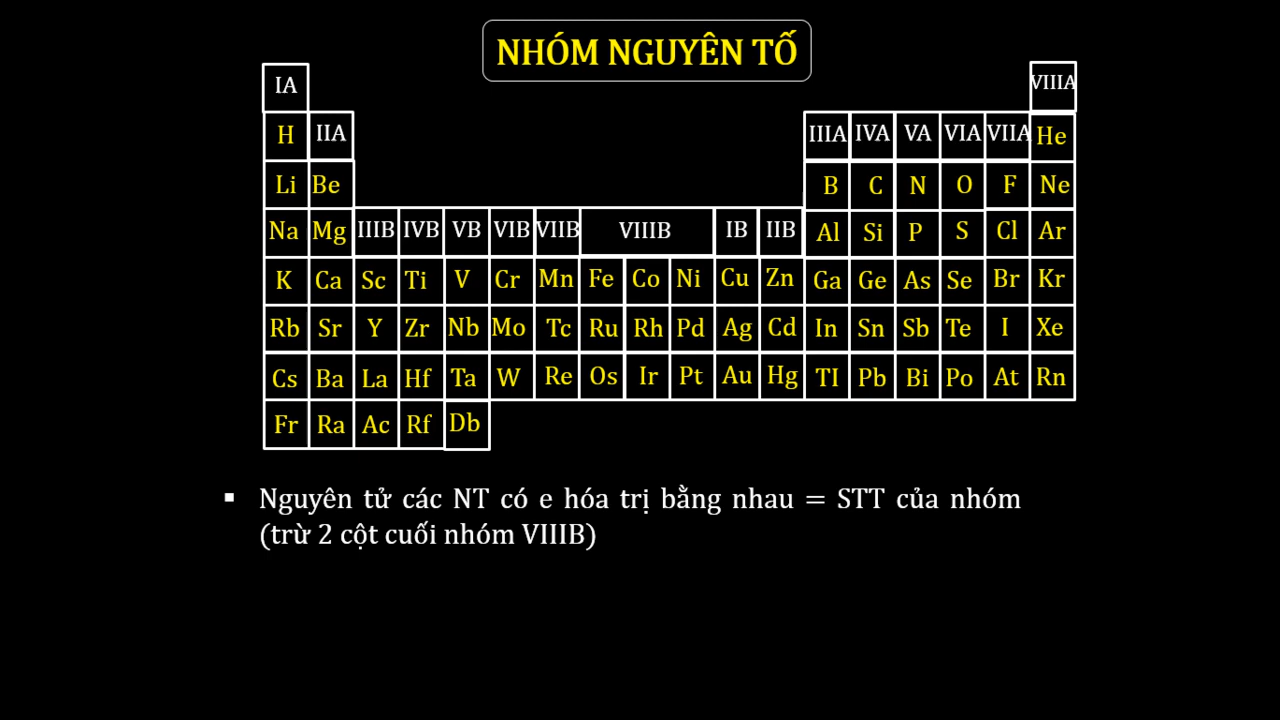 NHÓM NGUYÊN TỐ
IA VIIIA
H IIA IIIA IVA VA VIA VIIA He
Li Be B C N O F Ne
Na Mg IIIB IVB VB VIB VIIB VIIIB IB IIB Al Si P S Cl Ar
K Ca Sc Ti V Cr Mn Fe Co Ni Cu Zn Ga Ge As Se Br Kr
Rb Sr Y Zr Nb Mo Tc Ru Rh Pd Ag Cd In Sn Sb Te I Xe
Cs Ba La Hf Ta W Re Os Ir Pt Au Hg TI Pb Bi Po At Rn
Fr Ra Ac Rf Db
▪ Nguyên tử các NT có e hóa trị bằng nhau = STT của nhóm
(trừ 2 cột cuối nhóm VIIIB)